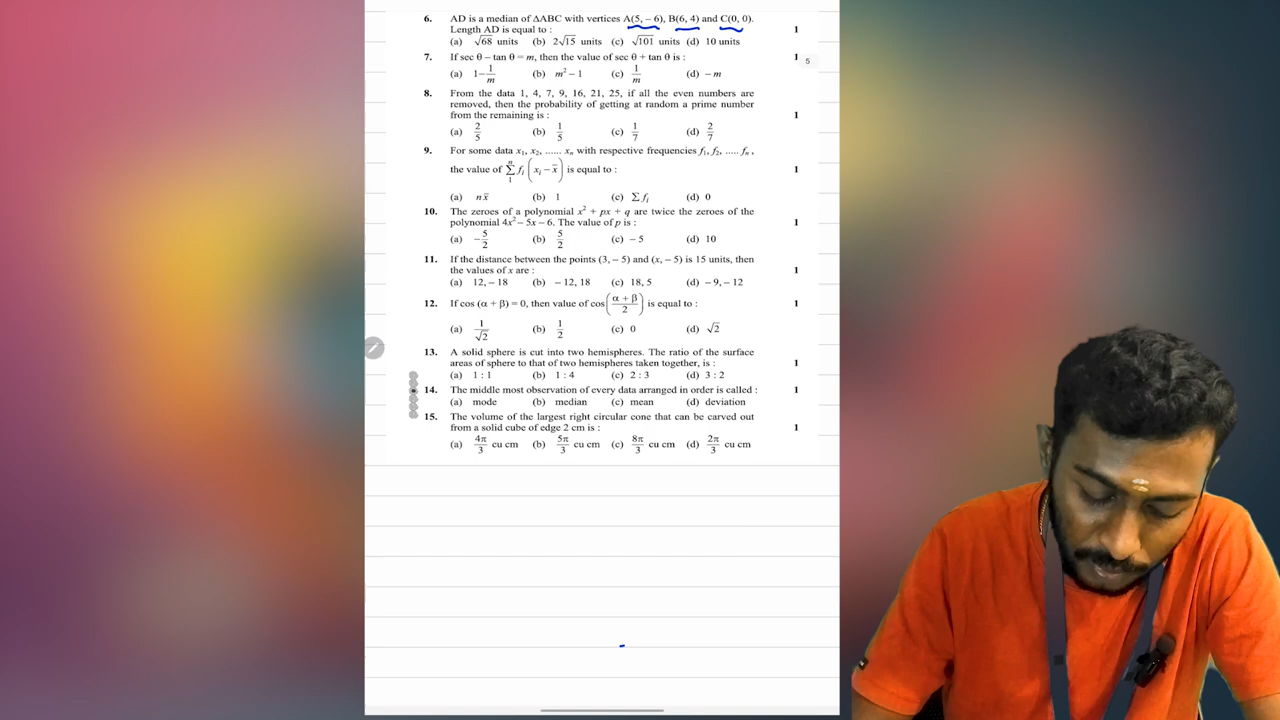 6. AD is a median of ΔABC with vertices A(5, – 6), B(6, 4) and C(0, 0).
Length AD is equal to : 1
(a) √68 units (b) 2√15 units (c) √101 units (d) 10 units
7. If sec θ – tan θ = m, then the value of sec θ + tan θ is : 1
5
(a) 1 – 1/m (b) m² – 1 (c) 1/m (d) – m
8. From the data 1, 4, 7, 9, 16, 21, 25, if all the even numbers are
removed, then the probability of getting at random a prime number
from the remaining is : 1
(a) 2/5 (b) 1/5 (c) 1/7 (d) 2/7
9. For some data x₁, x₂, ...... xₙ with respective frequencies f₁, f₂, ..... fₙ,
the value of ∑₁ⁿ fᵢ (xᵢ – x̄) is equal to : 1
(a) nx̄ (b) 1 (c) ∑ fᵢ (d) 0
10. The zeroes of a polynomial x² + px + q are twice the zeroes of the
polynomial 4x² – 5x – 6. The value of p is : 1
(a) – 5/2 (b) 5/2 (c) – 5 (d) 10
11. If the distance between the points (3, – 5) and (x, – 5) is 15 units, then
the values of x are : 1
(a) 12, – 18 (b) – 12, 18 (c) 18, 5 (d) – 9, – 12
12. If cos (α + β) = 0, then value of cos((α + β)/2) is equal to : 1
(a) 1/√2 (b) 1/2 (c) 0 (d) √2
13. A solid sphere is cut into two hemispheres. The ratio of the surface
areas of sphere to that of two hemispheres taken together, is : 1
(a) 1 : 1 (b) 1 : 4 (c) 2 : 3 (d) 3 : 2
14. The middle most observation of every data arranged in order is called : 1
(a) mode (b) median (c) mean (d) deviation
15. The volume of the largest right circular cone that can be carved out
from a solid cube of edge 2 cm is : 1
(a) 4π/3 cu cm (b) 5π/3 cu cm (c) 8π/3 cu cm (d) 2π/3 cu cm